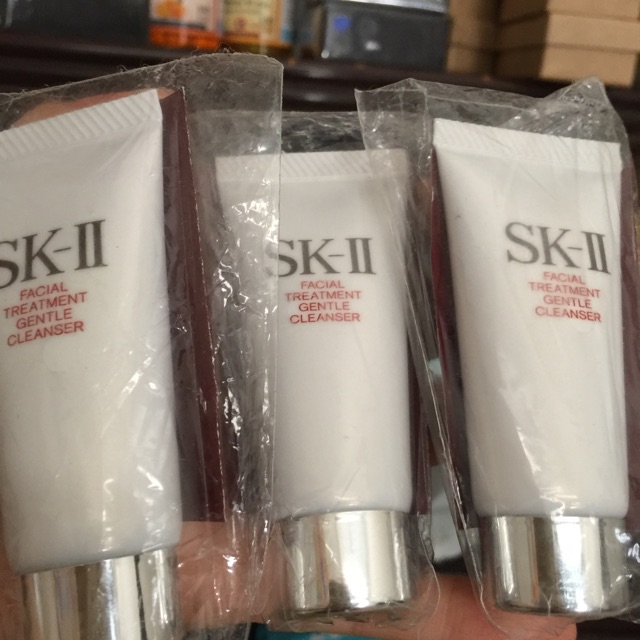 SK-II
FACIAL
TREATMENT
GENTLE
CLEANSER
SK-II
FACIAL
TREATMENT
GENTLE
CLEANSER
SK-II
FACIAL
TREATMENT
GENTLE
CLEANSER